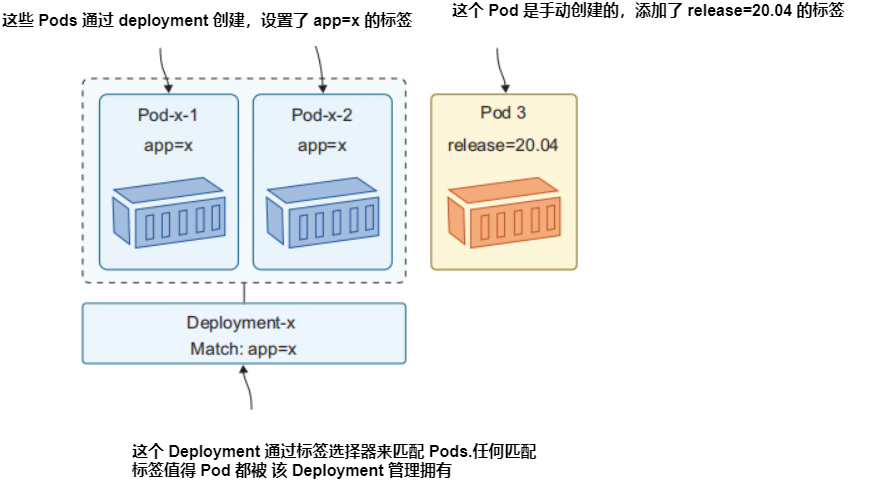 这些 Pods 通过 deployment 创建，设置了 app=x 的标签
这个 Pod 是手动创建的，添加了 release=20.04 的标签
Pod-x-1
app=x
Pod-x-2
app=x
Pod 3
release=20.04
Deployment-x
Match: app=x
这个 Deployment 通过标签选择器来匹配 Pods.任何匹配
标签值得 Pod 都被 该 Deployment 管理拥有